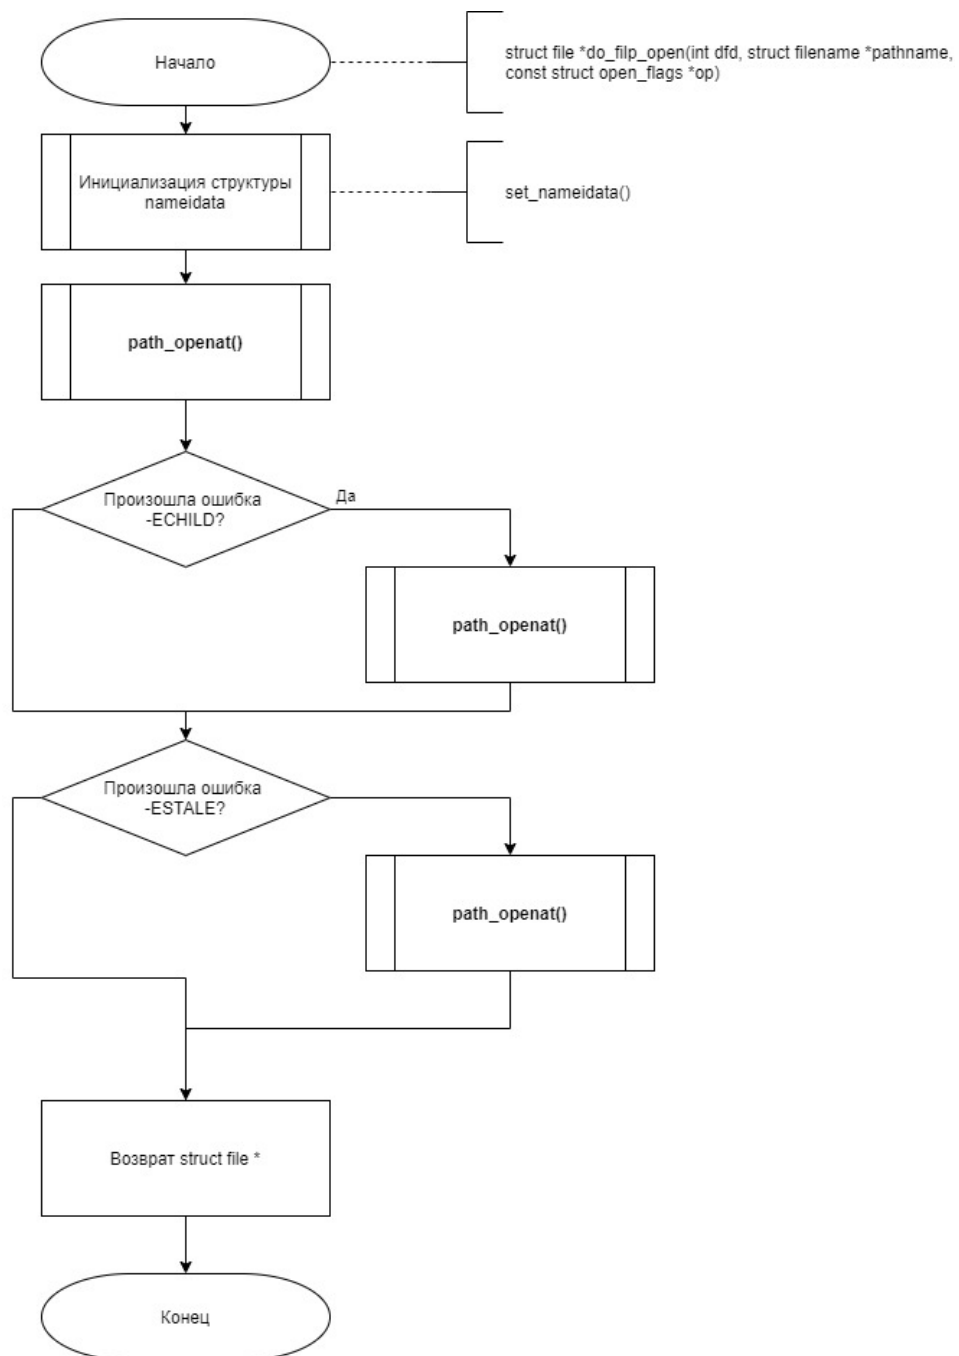 Начало
struct file *do_filp_open(int dfd, struct filename *pathname,
const struct open_flags *op)
Инициализация структуры
nameidata
set_nameidata()
path_openat()
Произошла ошибка
-ECHILD?
Да
path_openat()
Произошла ошибка
-ESTALE?
path_openat()
Возврат struct file *
Конец